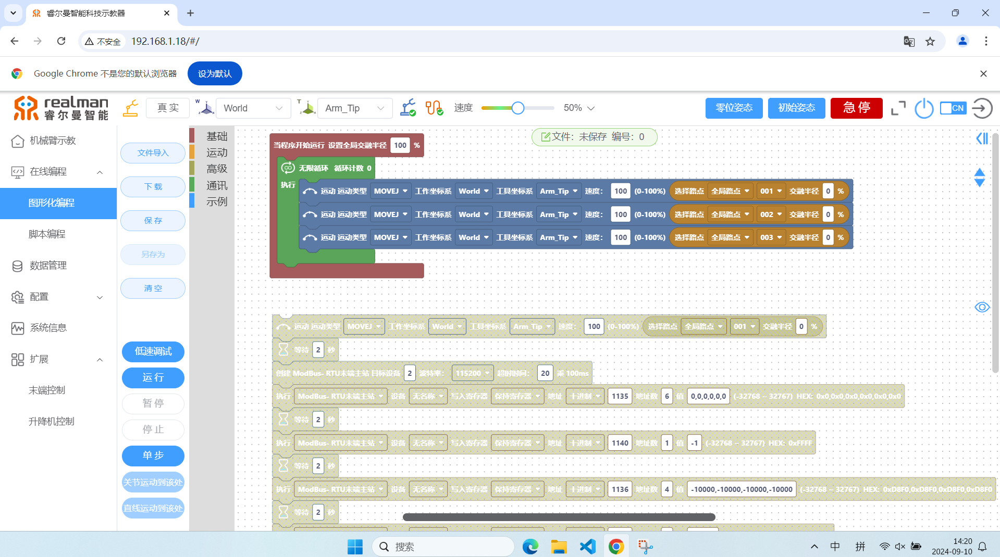 睿尔曼智能科技示教器
不安全 192.168.1.18/#/
Google Chrome 不是您的默认浏览器 设为默认
realman
睿尔曼智能
真实 W Y Z X World T Y Z X Arm_Tip 速度 50% 零位姿态 初始姿态 急停 CN
机械臂示教
在线编程
图形化编程
脚本编程
数据管理
配置
系统信息
扩展
末端控制
升降机控制
文件导入
下载
保存
另存为
清空
低速调试
运行
暂停
停止
单步
关节运动到该处
直线运动到该处
基础
运动
高级
通讯
示例
文件：未保存 编号：0
当程序开始运行 设置全局交融半径 100 %
无限循环 循环计数 0
执行 运动 运动类型 MOVEJ 工作坐标系 World 工具坐标系 Arm_Tip 速度： 100 (0-100%) 选择路点 全局路点 001 交融半径 0 %
运动 运动类型 MOVEJ 工作坐标系 World 工具坐标系 Arm_Tip 速度： 100 (0-100%) 选择路点 全局路点 002 交融半径 0 %
运动 运动类型 MOVEJ 工作坐标系 World 工具坐标系 Arm_Tip 速度： 100 (0-100%) 选择路点 全局路点 003 交融半径 0 %
运动 运动类型 MOVEJ 工作坐标系 World 工具坐标系 Arm_Tip 速度： 100 (0-100%) 选择路点 全局路点 001 交融半径 0 %
等待 2 秒
创建 ModBus- RTU末端主站 目标设备 2 波特率： 115200 超时时间： 20 乘 100ms
执行 ModBus- RTU末端主站 设备 无名称 写入寄存器 保持寄存器 地址 十进制 1135 地址数 6 值 0,0,0,0,0,0 (-32768 ~ 32767) HEX: 0x0,0x0,0x0,0x0,0x0,0x0
等待 2 秒
执行 ModBus- RTU末端主站 设备 无名称 写入寄存器 保持寄存器 地址 十进制 1140 地址数 1 值 -1 (-32768 ~ 32767) HEX: 0xFFFF
等待 2 秒
执行 ModBus- RTU末端主站 设备 无名称 写入寄存器 保持寄存器 地址 十进制 1136 地址数 4 值 -10000,-10000,-10000,-10000 (-32768 ~ 32767) HEX: 0xD8F0,0xD8F0,0xD8F0,0xD8F0
等待 2 秒
搜索
中 拼
14:20
2024-09-10